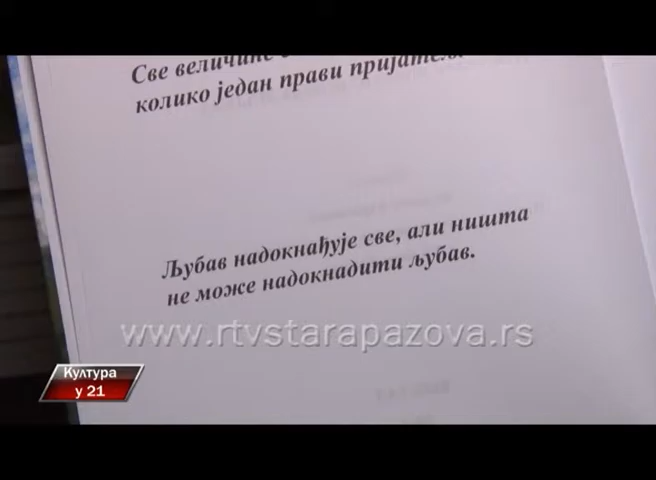 Све величине
колико један прави пријатељ
Љубав надокнађује све, али ништа
не може надокнадити љубав.
www.rtvstarapazova.rs
Култура
у 21